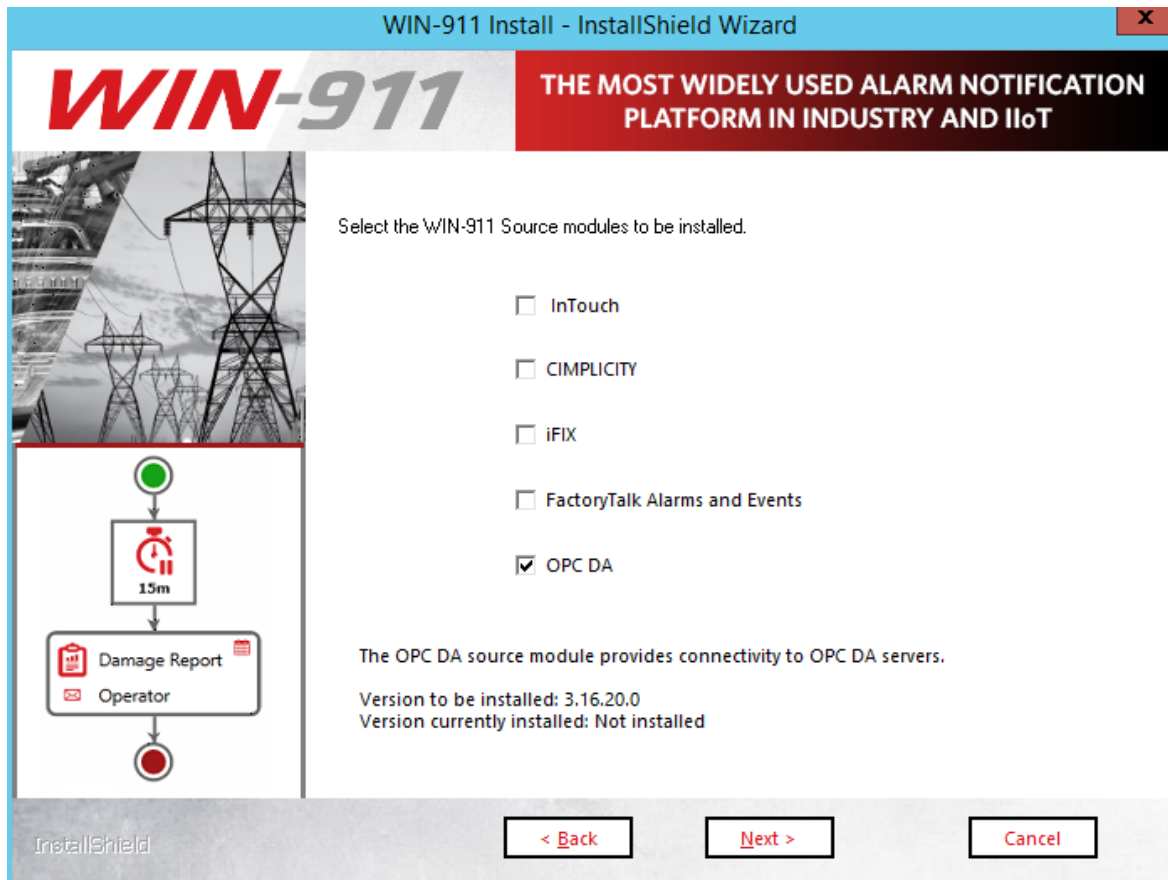 WIN-911 Install - InstallShield Wizard
x
WIN-911
THE MOST WIDELY USED ALARM NOTIFICATION
PLATFORM IN INDUSTRY AND IIoT
Select the WIN-911 Source modules to be installed.
InTouch
CIMPLICITY
iFIX
FactoryTalk Alarms and Events
OPC DA
15m
Damage Report
Operator
The OPC DA source module provides connectivity to OPC DA servers.
Version to be installed: 3.16.20.0
Version currently installed: Not installed
InstallShield
< Back
Next >
Cancel